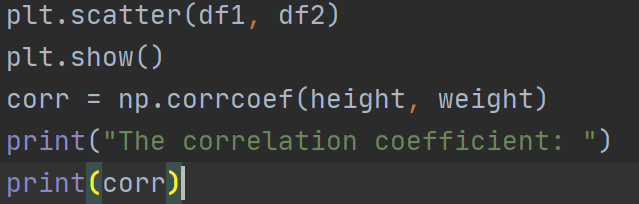 plt.scatter(df1, df2)
plt.show()
corr = np.corrcoef(height, weight)
print("The correlation coefficient: ")
print(corr)